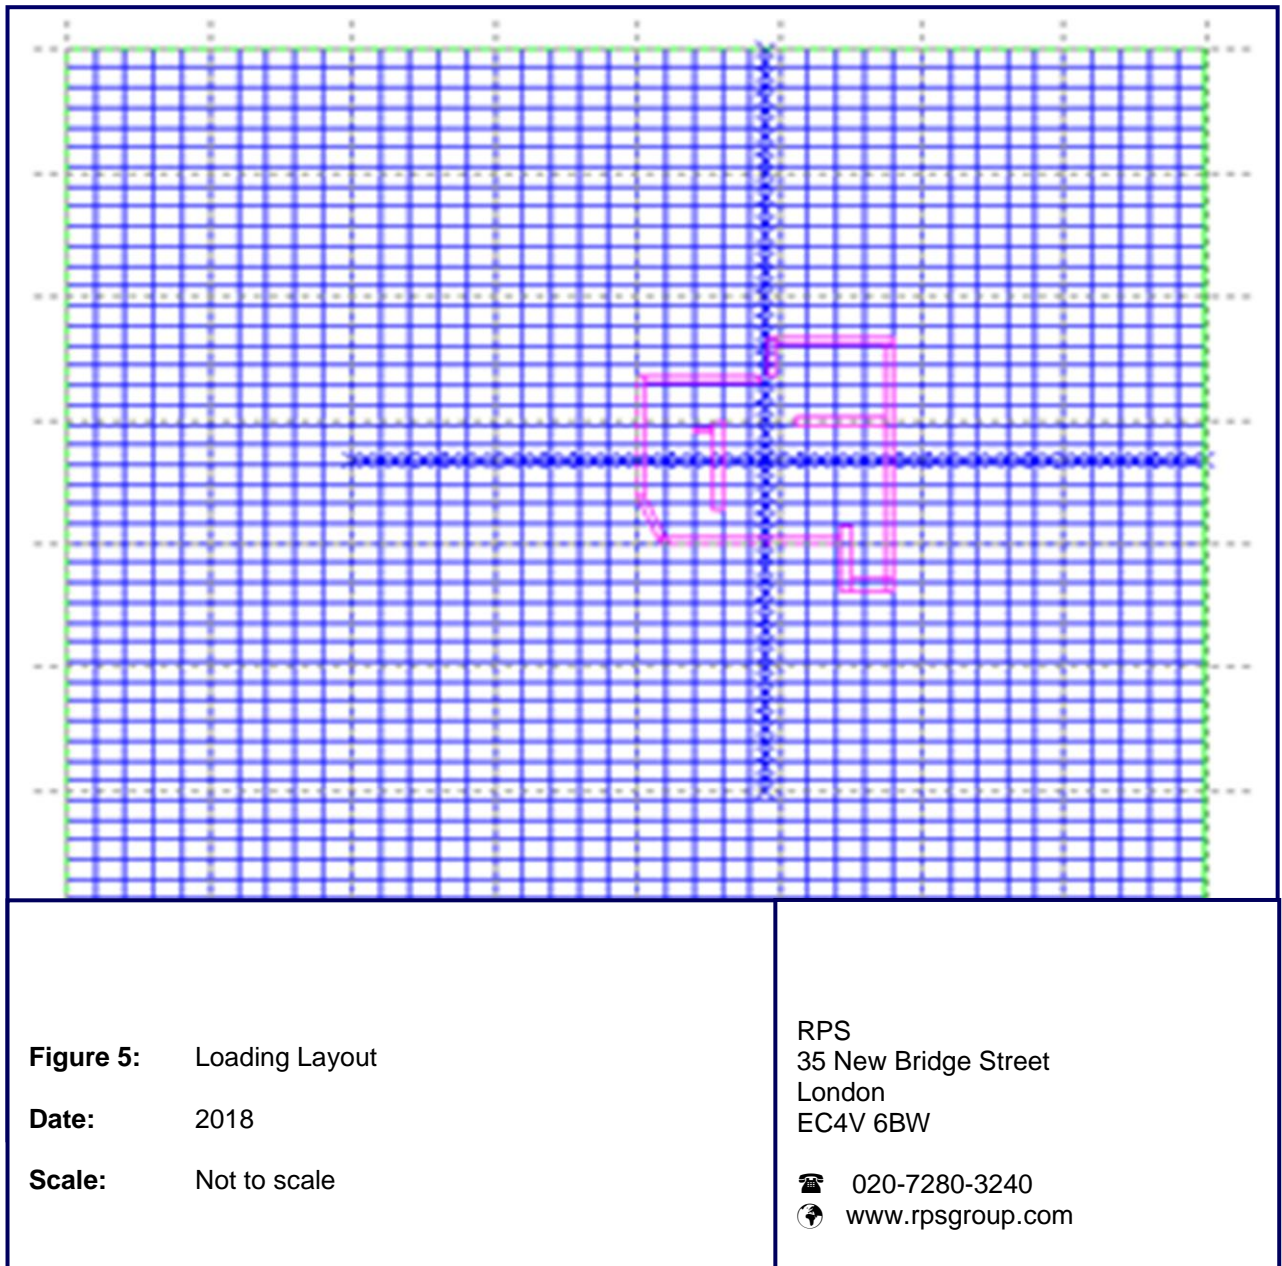 Figure 5: Loading Layout
Date: 2018
Scale: Not to scale
RPS
35 New Bridge Street
London
EC4V 6BW
☎ 020-7280-3240
www.rpsgroup.com